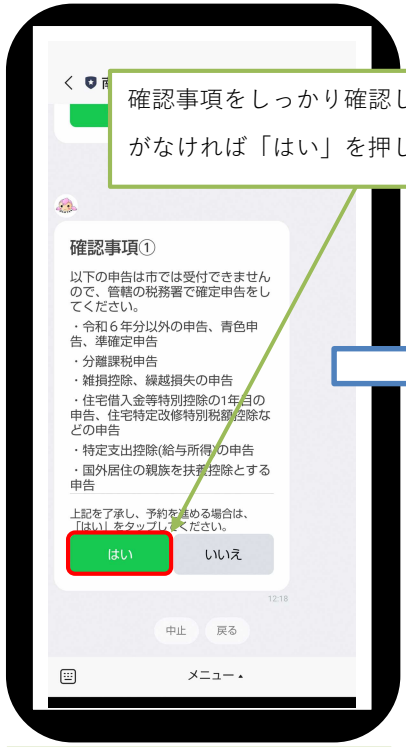 確認事項をしっかり確認し
がなければ「はい」を押し
確認事項①
以下の申告は市では受付できません
ので、管轄の税務署で確定申告をし
てください。
・令和6年分以外の申告、青色申
告、準確定申告
・分離課税申告
・雑損控除、繰越損失の申告
・住宅借入金等特別控除の1年目の
申告、住宅特定改修特別税額控除な
どの申告
・特定支出控除(給与所得)の申告
・国外居住の親族を扶養控除とする
申告
上記を了承し、予約を進める場合は、
「はい」をタップしてください。
はい
いいえ
12:18
中止
戻る
メニュー